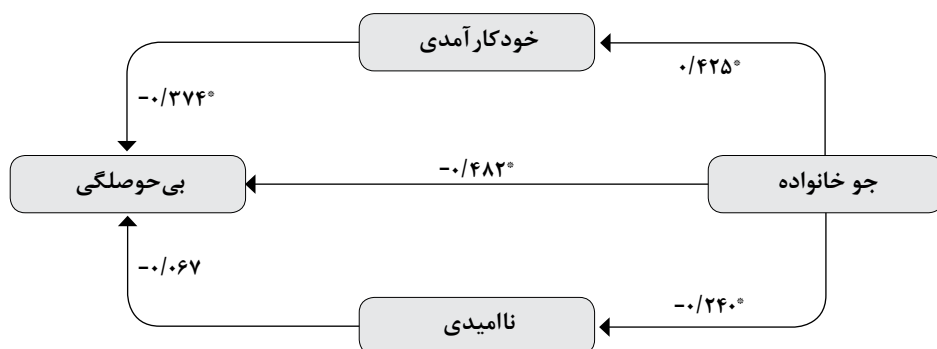 خودکارآمدی
۰/۴۲۵*
-۰/۳۷۴*
جو خانواده
-۰/۴۸۲*
بی‌حوصلگی
-۰/۰۶۷
-۰/۲۴۰*
ناامیدی